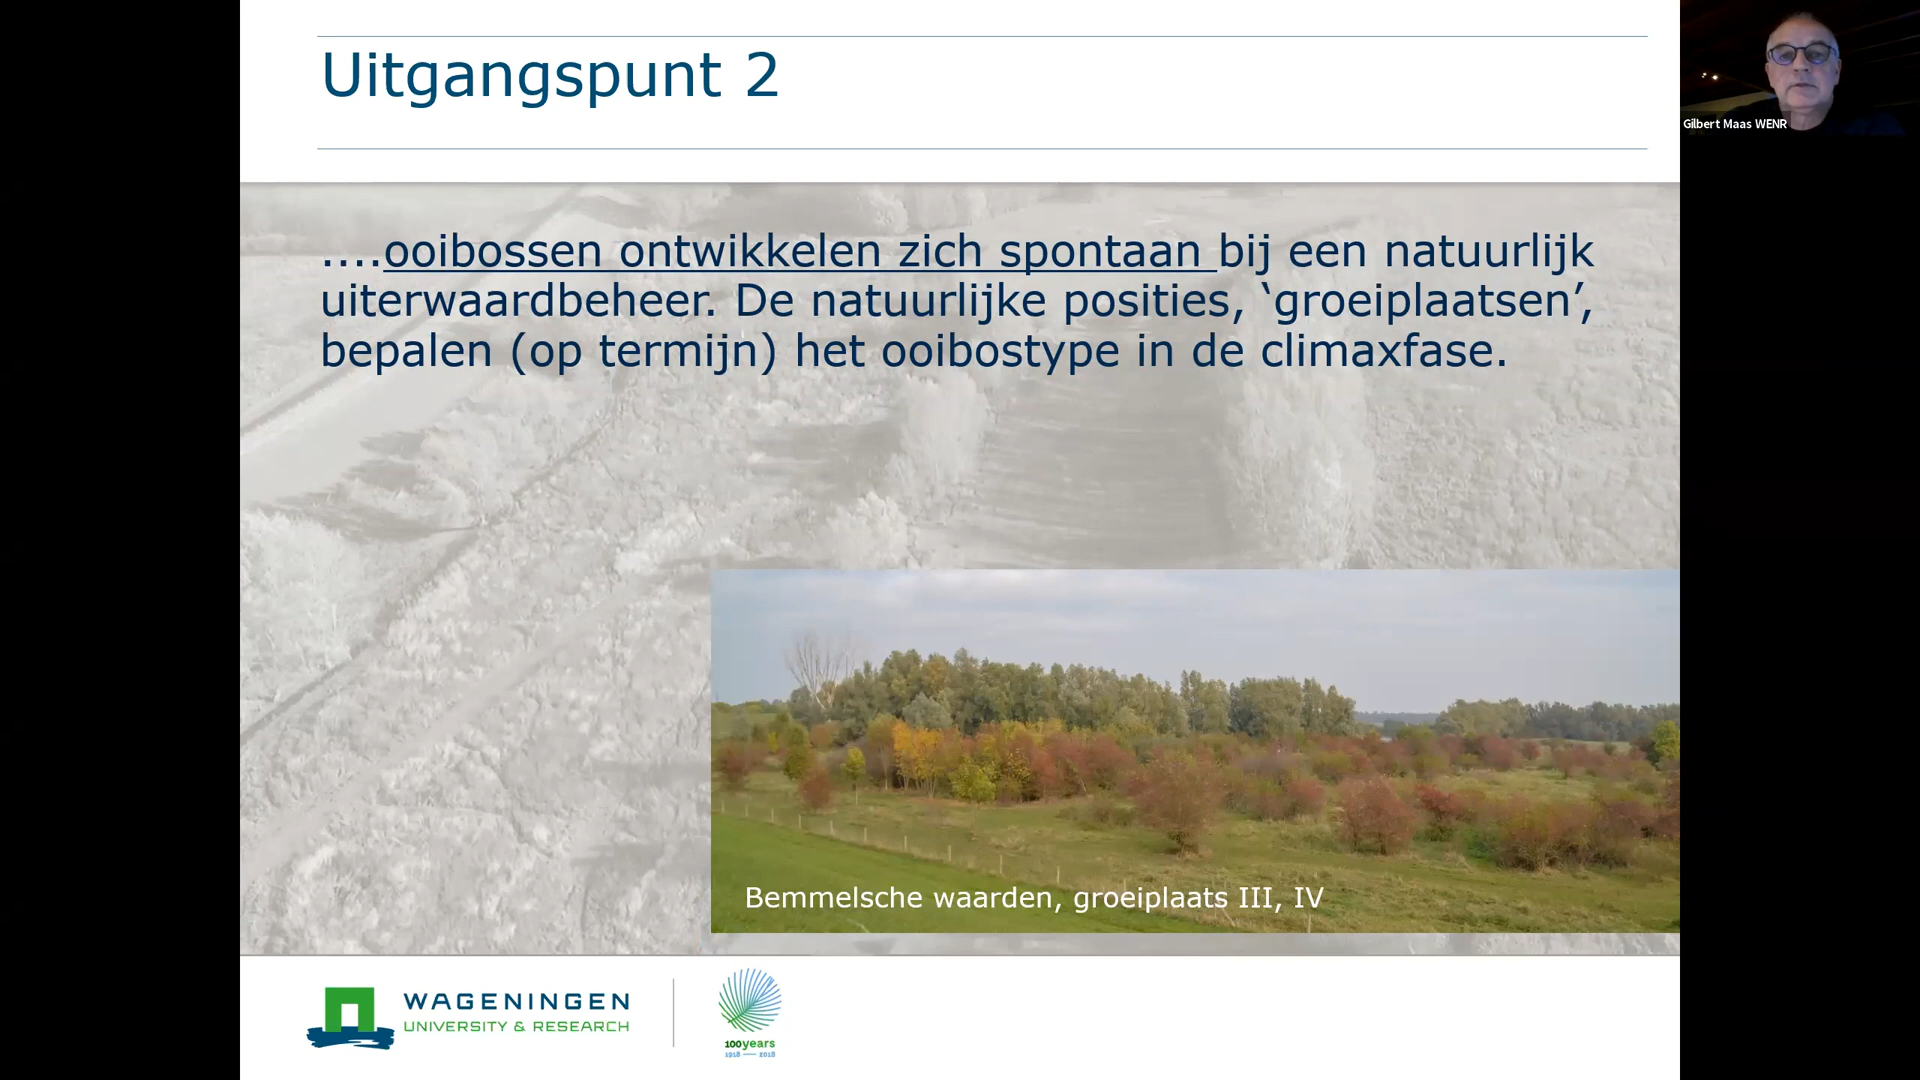 Uitgangspunt 2
Gilbert Maas WENR
....ooibossen ontwikkelen zich spontaan bij een natuurlijk
uiterwaardbeheer. De natuurlijke posities, ‘groeiplaatsen’,
bepalen (op termijn) het ooibostype in de climaxfase.
Bemmelsche waarden, groeiplaats III, IV
WAGENINGEN
UNIVERSITY & RESEARCH
100years
1918 — 2018